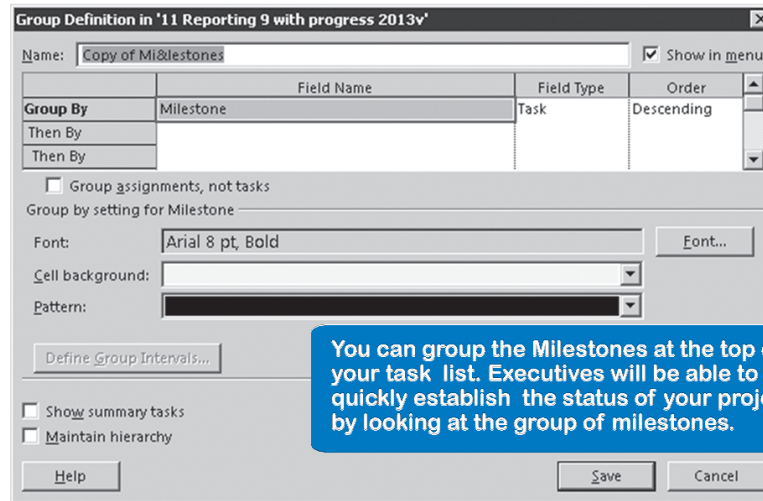 Group Definition in '11 Reporting 9 with progress 2013v'
Name: Copy of Mi&lestones Show in menu
Field Name Field Type Order
Group By Milestone Task Descending
Then By
Then By
Group assignments, not tasks
Group by setting for Milestone
Font: Arial 8 pt, Bold Font...
Cell background:
Pattern:
Define Group Intervals...
You can group the Milestones at the top
your task list. Executives will be able to
quickly establish the status of your proje
by looking at the group of milestones.
Show summary tasks
Maintain hierarchy
Help Save Cancel